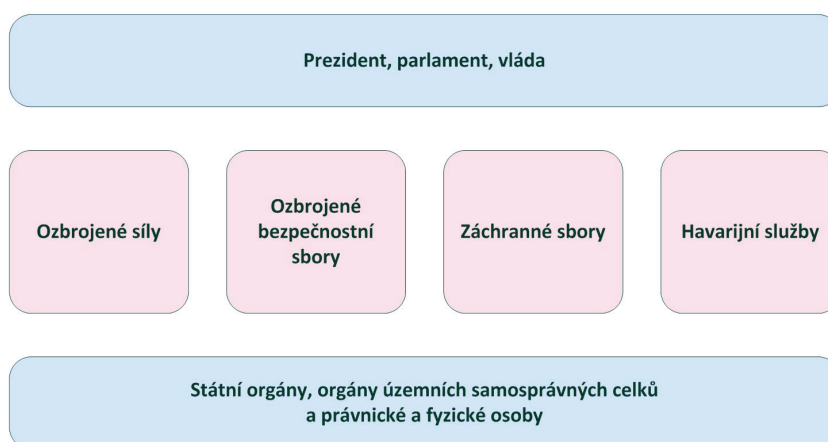 Prezident, parlament, vláda
Ozbrojené síly
Ozbrojené
bezpečnostní
sbory
Záchranné sbory
Havarijní služby
Státní orgány, orgány územních samosprávných celků
a právnické a fyzické osoby